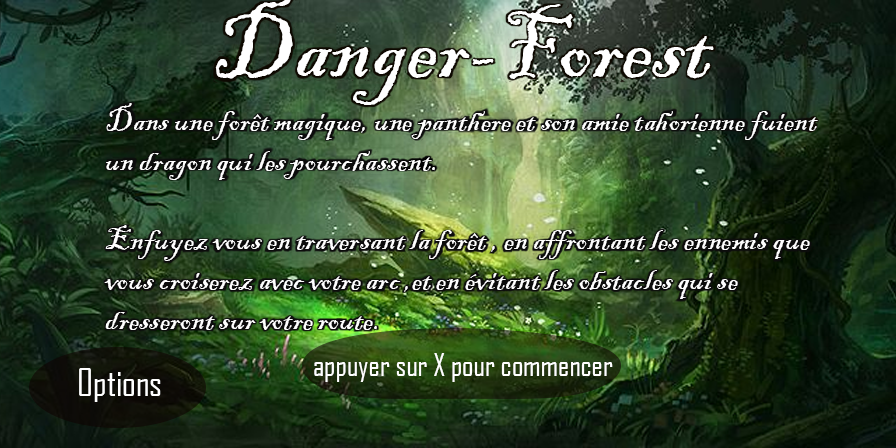 Danger-Forest
Dans une forêt magique, une panthere et son amie tahorienne fuient
un dragon qui les pourchassent.
Enfuyez vous en traversant la forêt , en affrontant les ennemis que
vous croiserez avec votre arc ,et en évitant les obstacles qui se
dresseront sur votre route.
appuyer sur X pour commencer
Options